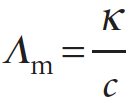 Λm = κ/c